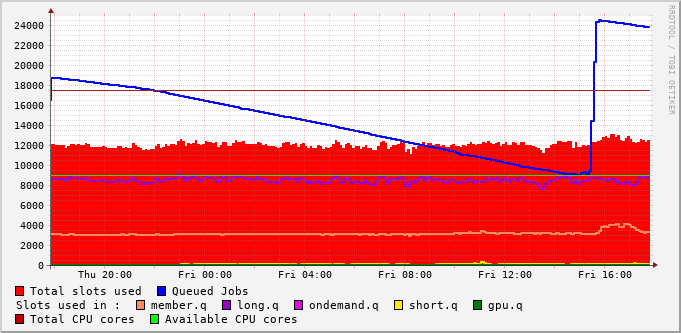 RRDTOOL / TOBI OETIKER
24000
22000
20000
18000
16000
14000
12000
10000
8000
6000
4000
2000
0
Thu 20:00 Fri 00:00 Fri 04:00 Fri 08:00 Fri 12:00 Fri 16:00
Total slots used Queued Jobs
Slots used in : member.q long.q ondemand.q short.q gpu.q
Total CPU cores Available CPU cores